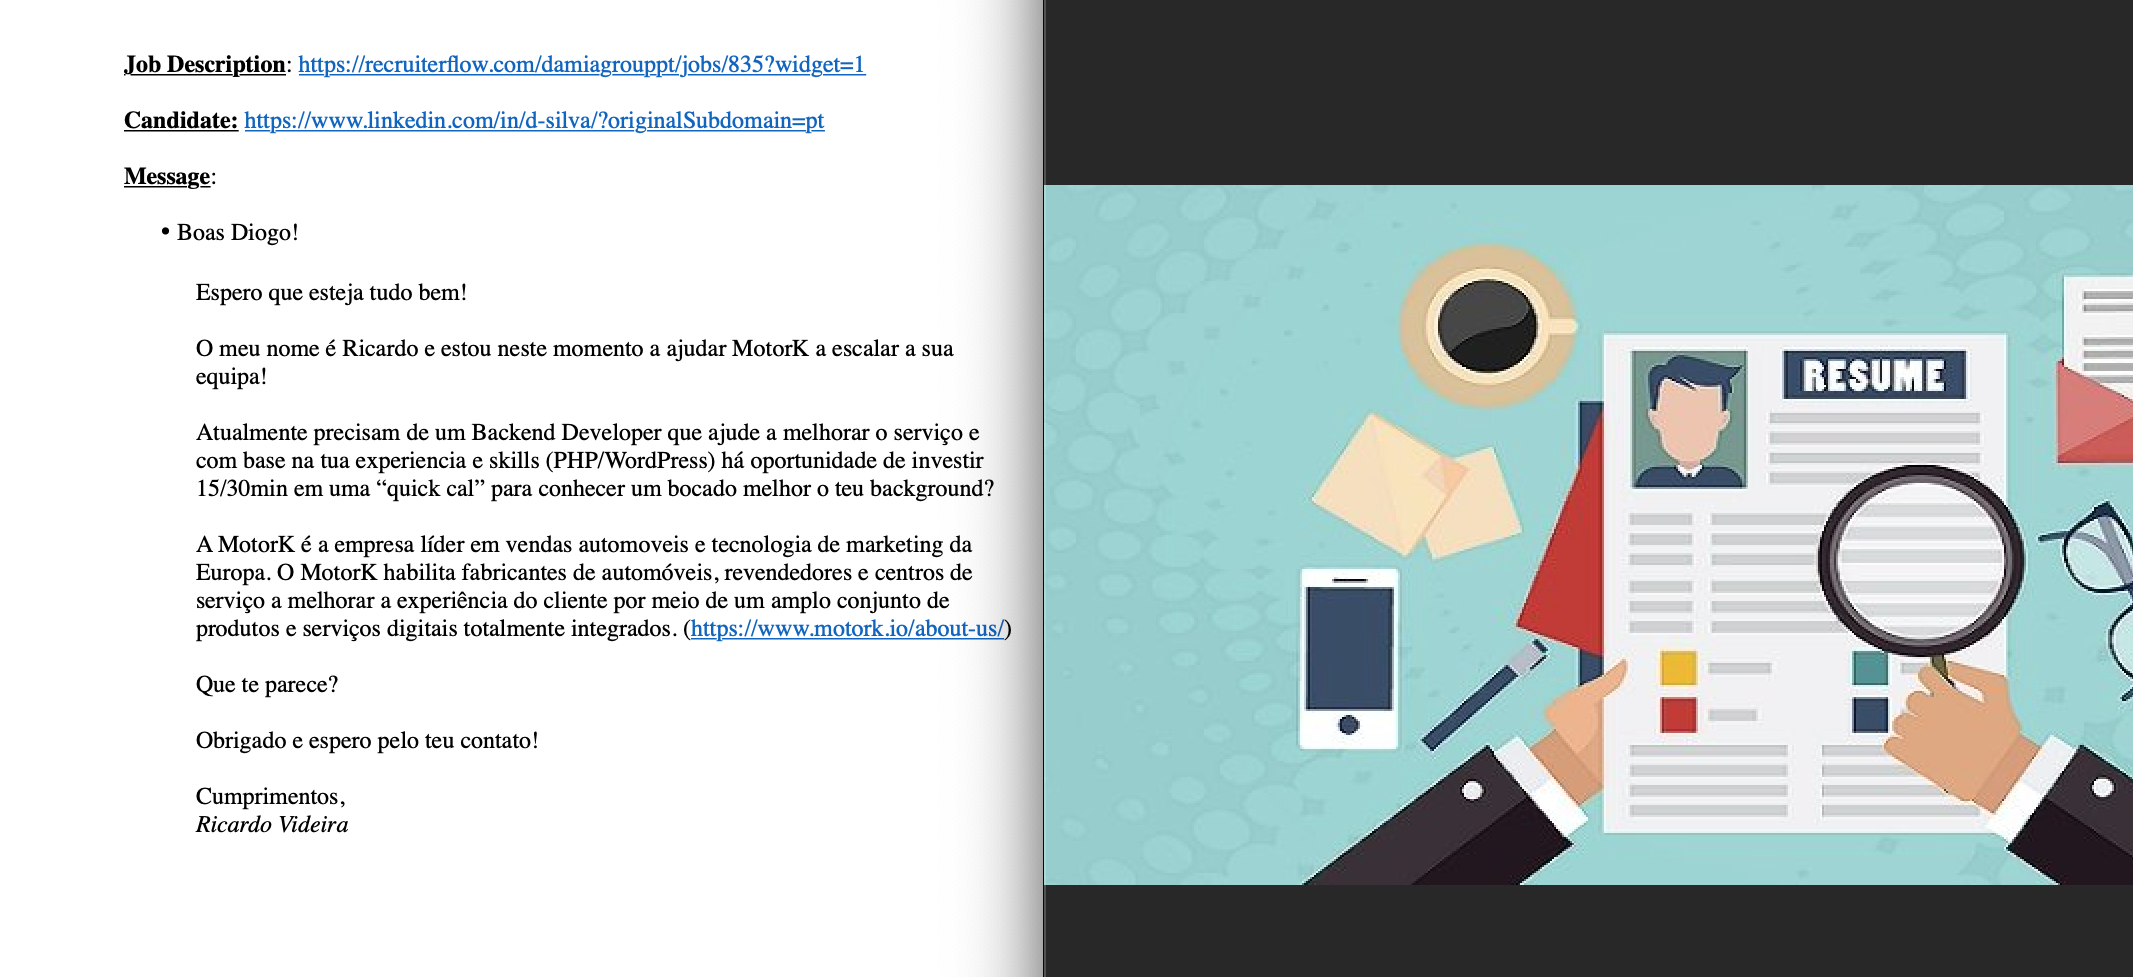 Job Description: https://recruiterflow.com/damiagrouppt/jobs/835?widget=1
Candidate: https://www.linkedin.com/in/d-silva/?originalSubdomain=pt
Message:
• Boas Diogo!
Espero que esteja tudo bem!
O meu nome é Ricardo e estou neste momento a ajudar MotorK a escalar a sua
equipa!
Atualmente precisam de um Backend Developer que ajude a melhorar o serviço e
com base na tua experiencia e skills (PHP/WordPress) há oportunidade de investir
15/30min em uma “quick cal” para conhecer um bocado melhor o teu background?
A MotorK é a empresa líder em vendas automoveis e tecnologia de marketing da
Europa. O MotorK habilita fabricantes de automóveis, revendedores e centros de
serviço a melhorar a experiência do cliente por meio de um amplo conjunto de
produtos e serviços digitais totalmente integrados. (https://www.motork.io/about-us/)
Que te parece?
Obrigado e espero pelo teu contato!
Cumprimentos,
Ricardo Videira
RESUME